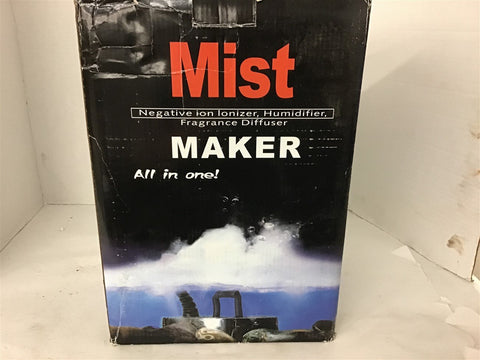 Mist
Negative ion Ionizer, Humidifier,
Fragrance Diffuser
MAKER
All in one!